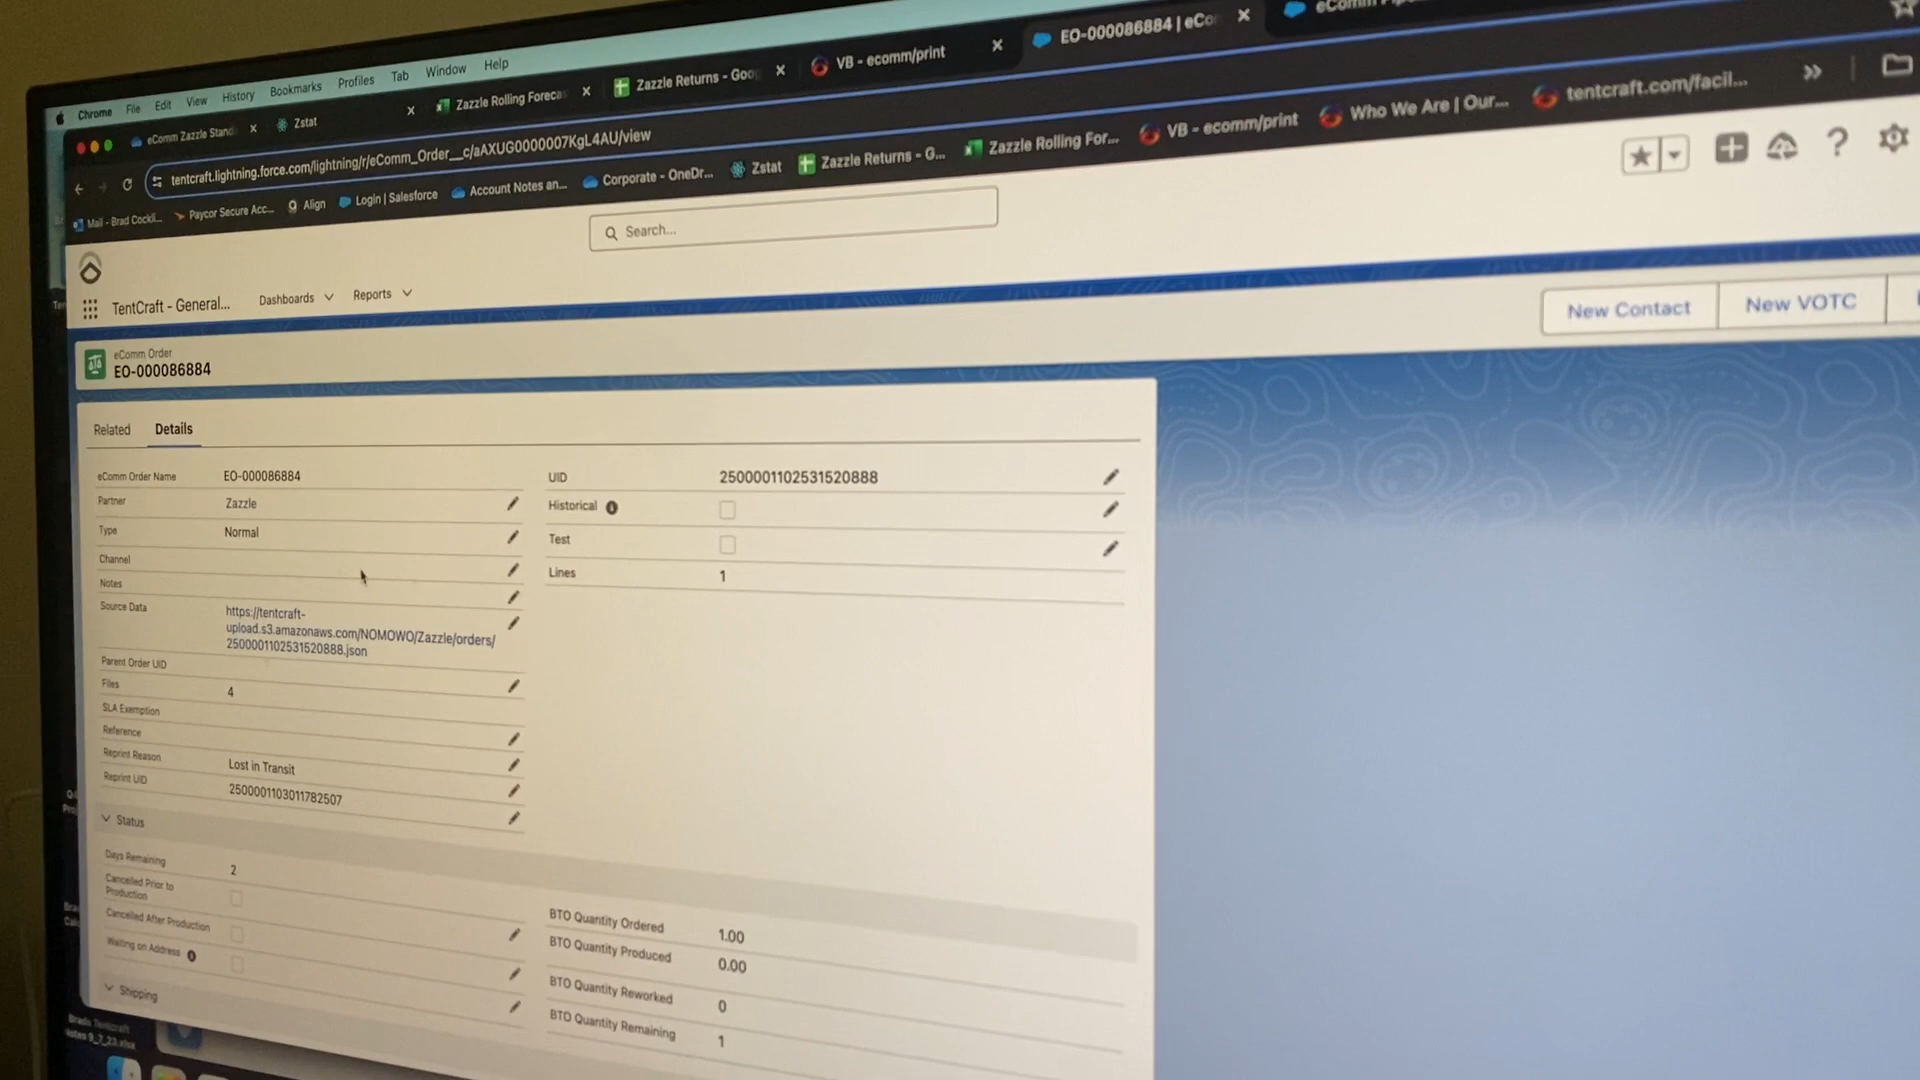 Chrome File Edit View History Bookmarks Profiles Tab Window Help
eComm Zazzle Stand
Zstat
Zazzle Rolling Foreca
Zazzle Returns - Goo
VB - ecomm/print
EO-000086884 | eCo
tentcraft.lightning.force.com/lightning/r/eComm_Order__c/aAXUG0000007KgL4AU/view
Mail - Brad Cockli...
Paycor Secure Acc...
Align
Login | Salesforce
Account Notes an...
Corporate - OneDr...
Zstat
Zazzle Returns - G...
Zazzle Rolling For...
VB - ecomm/print
Who We Are | Our...
tentcraft.com/facil...
Search...
TentCraft - General...
Dashboards
Reports
New Contact
New VOTC
eComm Order
EO-000086884
Related
Details
eComm Order Name EO-000086884
Partner Zazzle
Type Normal
Channel
Notes
Source Data https://tentcraft-
upload.s3.amazonaws.com/NOMOWO/Zazzle/orders/
2500001102531520888.json
Parent Order UID
Files 4
SLA Exemption
Reference
Reprint Reason Lost in Transit
Reprint UID 2500001103011782507
UID 2500001102531520888
Historical
Test
Lines 1
Status
Days Remaining 2
Cancelled Prior to
Production
Cancelled After Production
Waiting on Address
BTO Quantity Ordered 1.00
BTO Quantity Produced 0.00
BTO Quantity Reworked 0
BTO Quantity Remaining 1
Shipping
Brads Tentcraft
Notes 9_7_23.xlsx